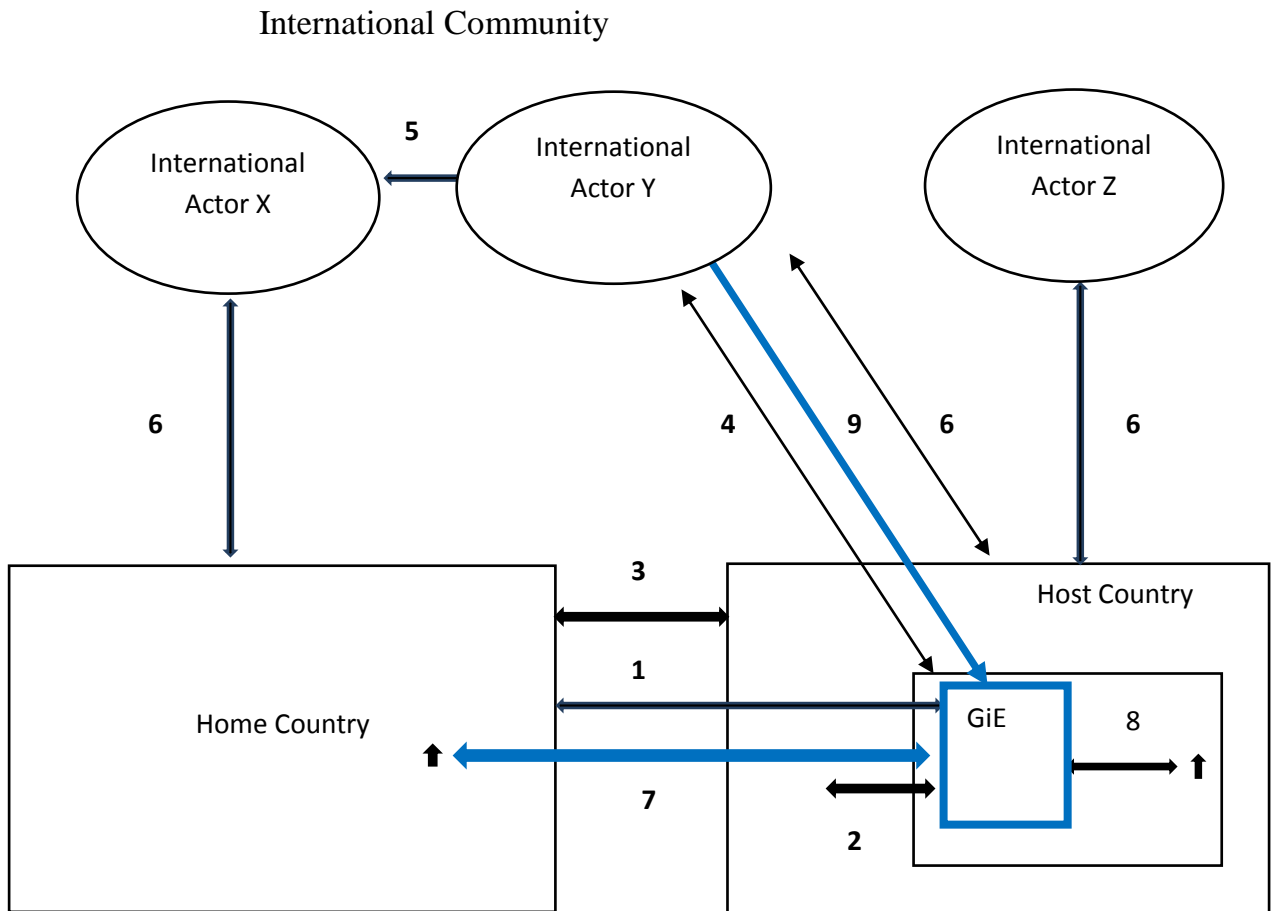 International Community
5
International
Actor X
International
Actor Y
International
Actor Z
6
4
9
6
6
3
Host Country
1
Home Country
GiE
8
7
2